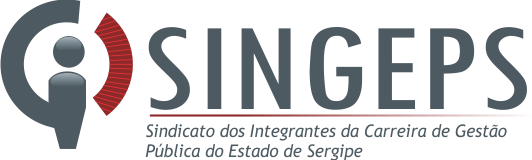 SINGEPS
Sindicato dos Integrantes da Carreira de Gestão
Pública do Estado de Sergipe